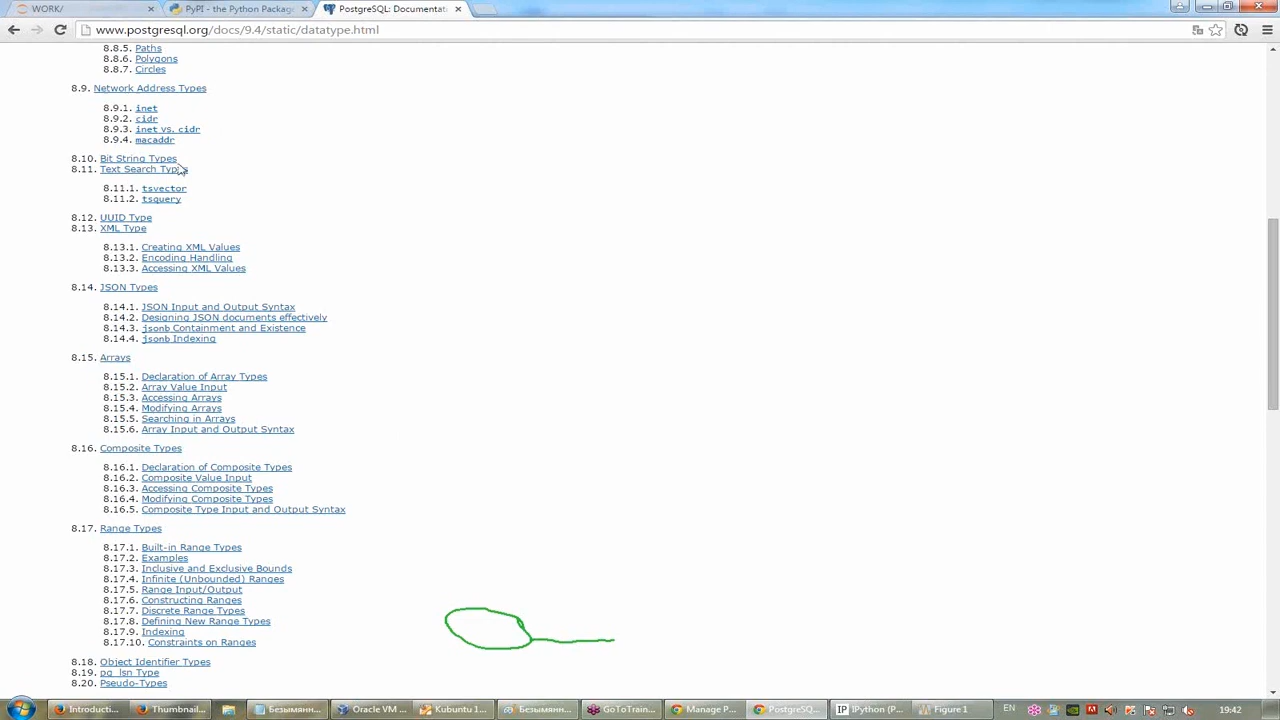 WORK/
PyPI - the Python Package
PostgreSQL: Documentat
www.postgresql.org/docs/9.4/static/datatype.html
8.8.5. Paths
8.8.6. Polygons
8.8.7. Circles
8.9. Network Address Types
8.9.1. inet
8.9.2. cidr
8.9.3. inet vs. cidr
8.9.4. macaddr
8.10. Bit String Types
8.11. Text Search Types
8.11.1. tsvector
8.11.2. tsquery
8.12. UUID Type
8.13. XML Type
8.13.1. Creating XML Values
8.13.2. Encoding Handling
8.13.3. Accessing XML Values
8.14. JSON Types
8.14.1. JSON Input and Output Syntax
8.14.2. Designing JSON documents effectively
8.14.3. jsonb Containment and Existence
8.14.4. jsonb Indexing
8.15. Arrays
8.15.1. Declaration of Array Types
8.15.2. Array Value Input
8.15.3. Accessing Arrays
8.15.4. Modifying Arrays
8.15.5. Searching in Arrays
8.15.6. Array Input and Output Syntax
8.16. Composite Types
8.16.1. Declaration of Composite Types
8.16.2. Composite Value Input
8.16.3. Accessing Composite Types
8.16.4. Modifying Composite Types
8.16.5. Composite Type Input and Output Syntax
8.17. Range Types
8.17.1. Built-in Range Types
8.17.2. Examples
8.17.3. Inclusive and Exclusive Bounds
8.17.4. Infinite (Unbounded) Ranges
8.17.5. Range Input/Output
8.17.6. Constructing Ranges
8.17.7. Discrete Range Types
8.17.8. Defining New Range Types
8.17.9. Indexing
8.17.10. Constraints on Ranges
8.18. Object Identifier Types
8.19. pg_lsn Type
8.20. Pseudo-Types
Introducti... Thumbnail... Безымянн... Oracle VM ... Kubuntu 1... Безымянн... GoToTrain... Manage P... PostgreSQ... IP IPython (P... Figure 1 EN 19:42